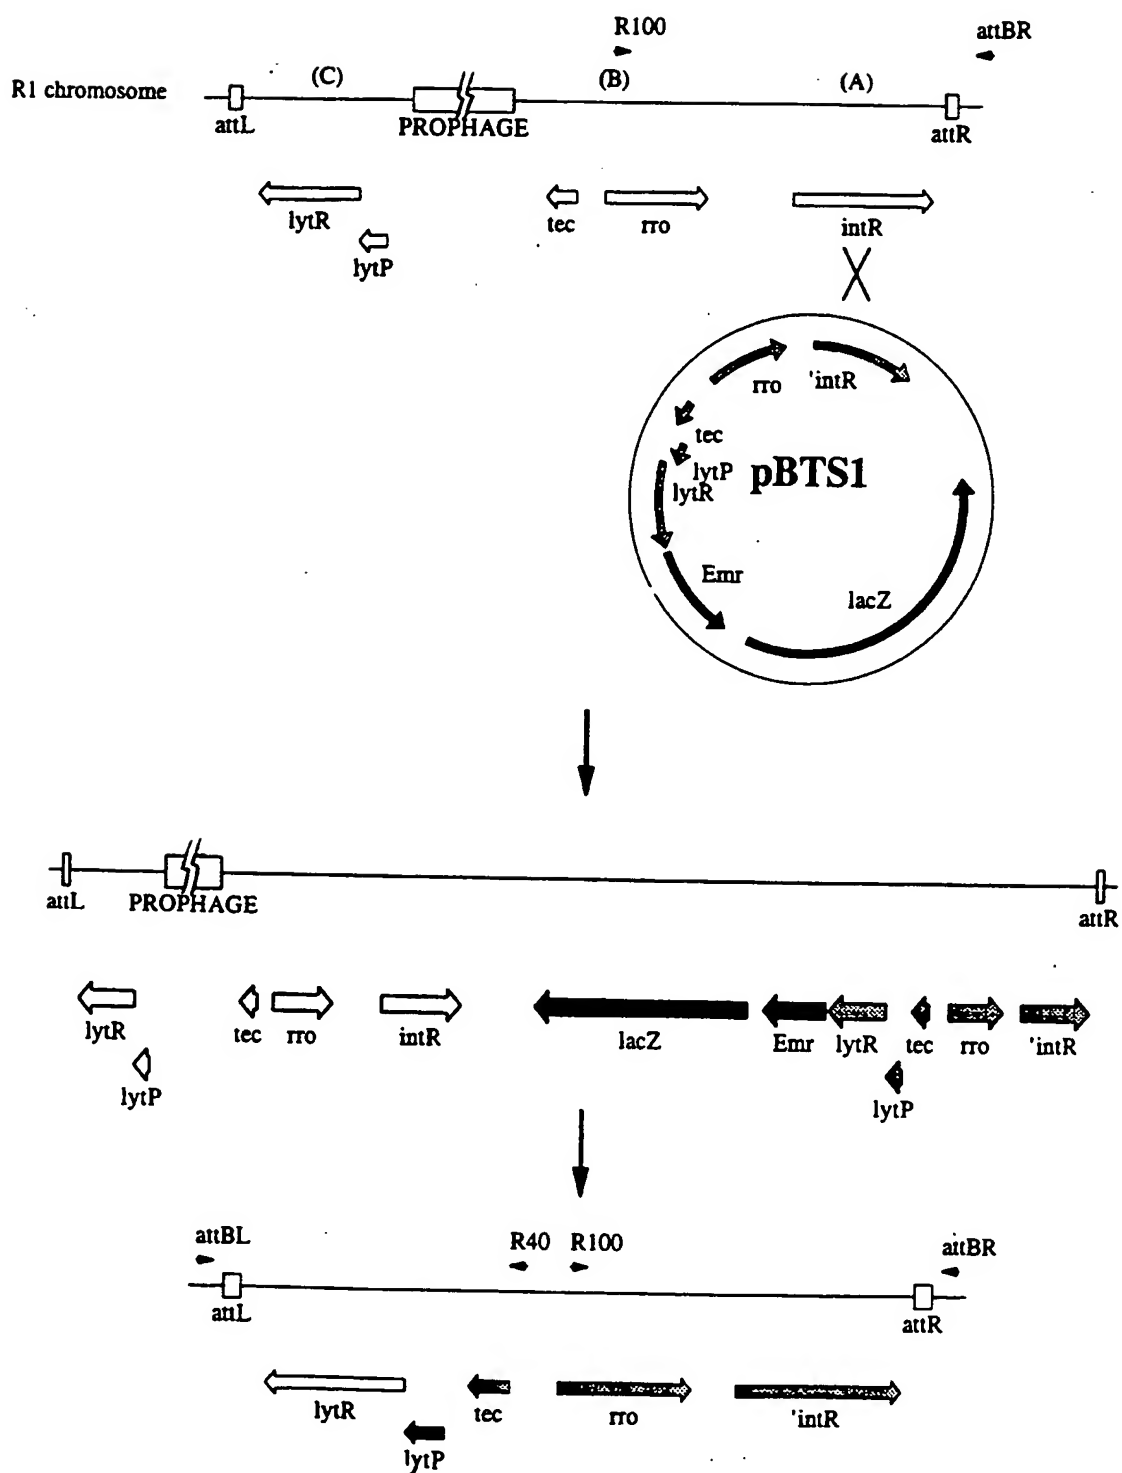 R100
attBR
R1 chromosome
(C)
(B)
(A)
attL
PROPHAGE
attR
lytR
tec
rro
intR
lytP
rro
'intR
tec
lytP
lytR
pBTS1
Emr
lacZ
attL
PROPHAGE
attR
lytR
tec
rro
intR
lacZ
Emr
lytR
tec
rro
'intR
lytP
lytP
attBL
R40
R100
attBR
attL
attR
lytR
tec
rro
'intR
lytP